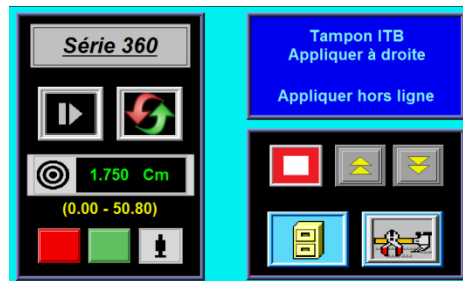 Série 360
1.750 Cm
(0.00 - 50.80)
Tampon ITB
Appliquer à droite
Appliquer hors ligne